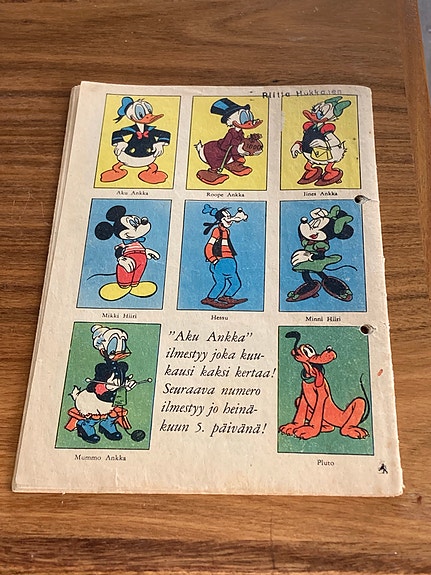 Riitta Mukkonen
Aku Ankka
Roope Ankka
Iines Ankka
Mikki Hiiri
Hessu
Minni Hiiri
"Aku Ankka"
ilmestyy joka kuu-
kausi kaksi kertaa!
Seuraava numero
ilmestyy jo heinä-
kuun 5. päivänä!
Mummo Ankka
Pluto